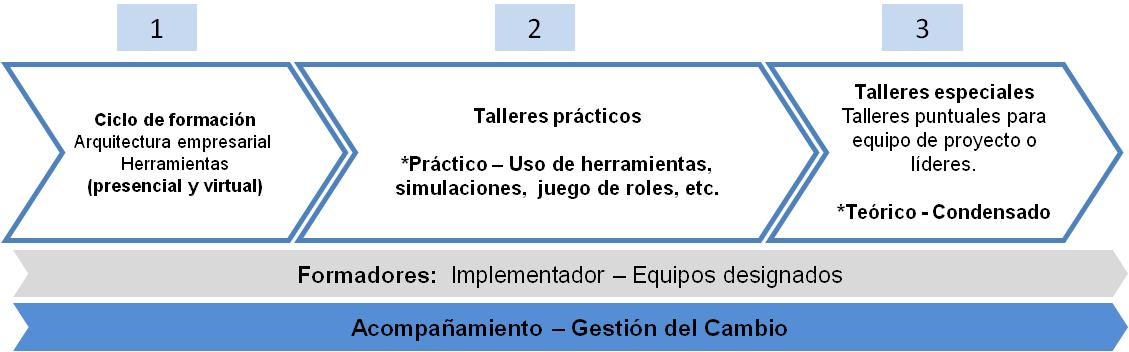 1
2
3
Ciclo de formación
Arquitectura empresarial
Herramientas
(presencial y virtual)
Talleres prácticos
*Práctico – Uso de herramientas,
simulaciones, juego de roles, etc.
Talleres especiales
Talleres puntuales para
equipo de proyecto o
líderes.
*Teórico - Condensado
Formadores: Implementador – Equipos designados
Acompañamiento – Gestión del Cambio